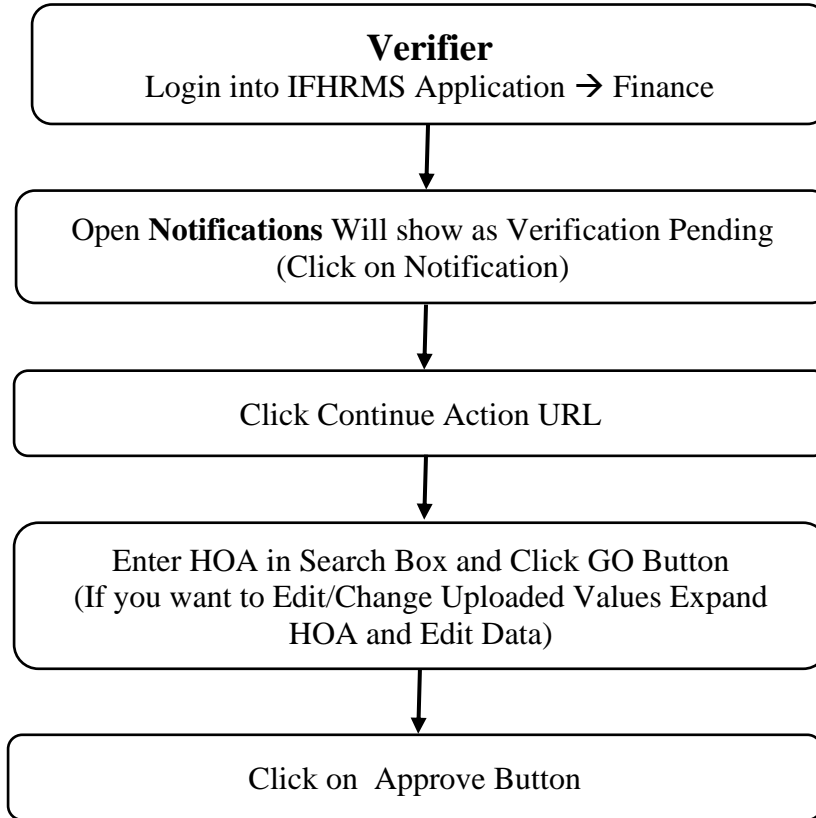 Verifier
Login into IFHRMS Application → Finance
Open Notifications Will show as Verification Pending
(Click on Notification)
Click Continue Action URL
Enter HOA in Search Box and Click GO Button
(If you want to Edit/Change Uploaded Values Expand
HOA and Edit Data)
Click on  Approve Button